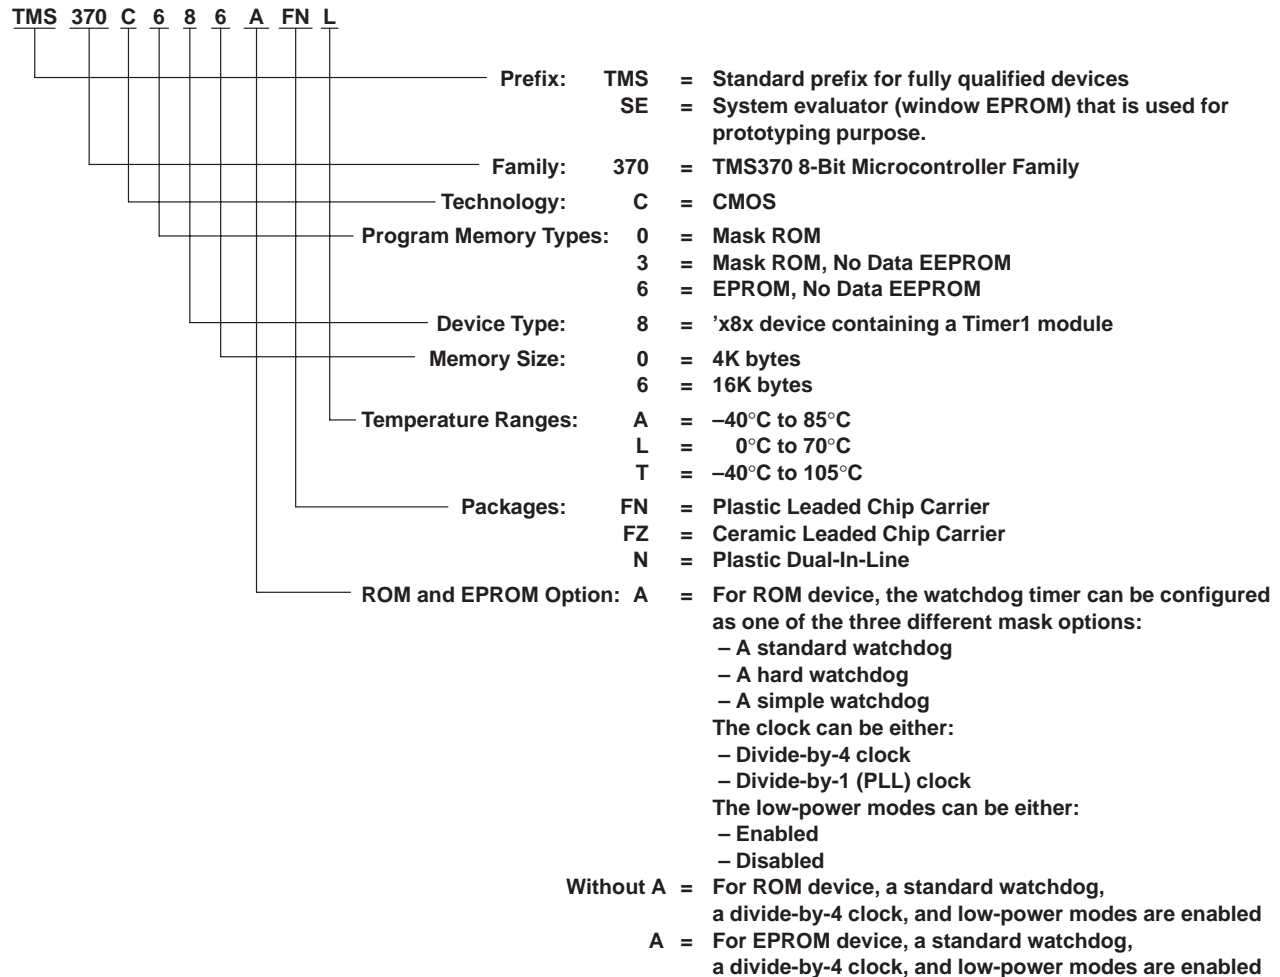 TMS 370 C 6 8 6 A FN L
Prefix: TMS = Standard prefix for fully qualified devices
SE = System evaluator (window EPROM) that is used for
prototyping purpose.
Family: 370 = TMS370 8-Bit Microcontroller Family
Technology: C = CMOS
Program Memory Types: 0 = Mask ROM
3 = Mask ROM, No Data EEPROM
6 = EPROM, No Data EEPROM
Device Type: 8 = ’x8x device containing a Timer1 module
Memory Size: 0 = 4K bytes
6 = 16K bytes
Temperature Ranges: A = –40°C to 85°C
L = 0°C to 70°C
T = –40°C to 105°C
Packages: FN = Plastic Leaded Chip Carrier
FZ = Ceramic Leaded Chip Carrier
N = Plastic Dual-In-Line
ROM and EPROM Option: A = For ROM device, the watchdog timer can be configured
as one of the three different mask options:
– A standard watchdog
– A hard watchdog
– A simple watchdog
The clock can be either:
– Divide-by-4 clock
– Divide-by-1 (PLL) clock
The low-power modes can be either:
– Enabled
– Disabled
Without A = For ROM device, a standard watchdog,
a divide-by-4 clock, and low-power modes are enabled
A = For EPROM device, a standard watchdog,
a divide-by-4 clock, and low-power modes are enabled